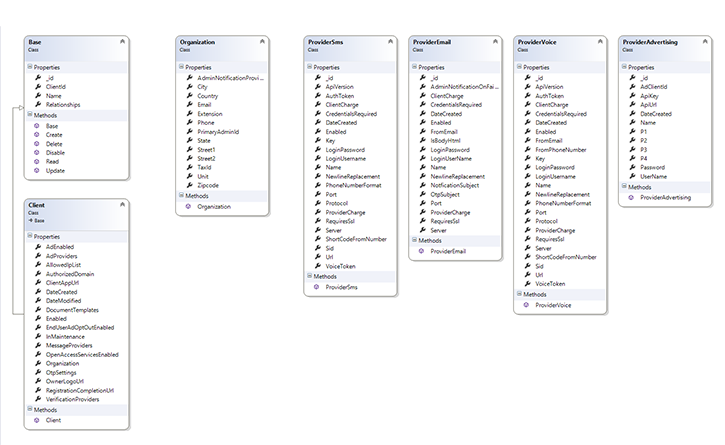 Base
Class
Properties
_id
ClientId
Name
Relationships
Methods
Base
Create
Delete
Disable
Read
Update
Client
Class
Base
Properties
AdEnabled
AdProviders
AllowedIpList
AuthorizedDomain
ClientAppUrl
DateCreated
DateModified
DocumentTemplates
Enabled
EndUserAdOptOutEnabled
InMaintenance
MessageProviders
OpenAccessServicesEnabled
Organization
OtpSettings
OwnerLogoUrl
RegistrationCompletionUrl
VerificationProviders
Methods
Client
Organization
Class
Properties
AdminNotificationProvi...
City
Country
Email
Extension
Phone
PrimaryAdminId
State
Street1
Street2
TaxId
Unit
Zipcode
Methods
Organization
ProviderSms
Class
Properties
_id
ApiVersion
AuthToken
ClientCharge
CredentialsRequired
DateCreated
Enabled
Key
LoginPassword
LoginUsername
Name
NewlineReplacement
PhoneNumberFormat
Port
Protocol
ProviderCharge
RequiresSsl
Server
ShortCodeFromNumber
Sid
Url
VoiceToken
Methods
ProviderSms
ProviderEmail
Class
Properties
_id
AdminNotificationOnFai...
ClientCharge
CredentialsRequired
DateCreated
Enabled
FromEmail
IsBodyHtml
LoginPassword
LoginUserName
Name
NewlineReplacement
NotficationSubject
OtpSubject
Port
ProviderCharge
RequiresSsl
Server
Methods
ProviderEmail
ProviderVoice
Class
Properties
_id
ApiVersion
AuthToken
ClientCharge
CredentialsRequired
DateCreated
Enabled
FromEmail
FromPhoneNumber
Key
LoginPassword
LoginUsername
Name
NewlineReplacement
PhoneNumberFormat
Port
Protocol
ProviderCharge
RequiresSsl
Server
ShortCodeFromNumber
Sid
Url
VoiceToken
Methods
ProviderVoice
ProviderAdvertising
Class
Properties
_id
AdClientId
ApiKey
ApiUrl
DateCreated
Name
P1
P2
P3
P4
Password
UserName
Methods
ProviderAdvertising